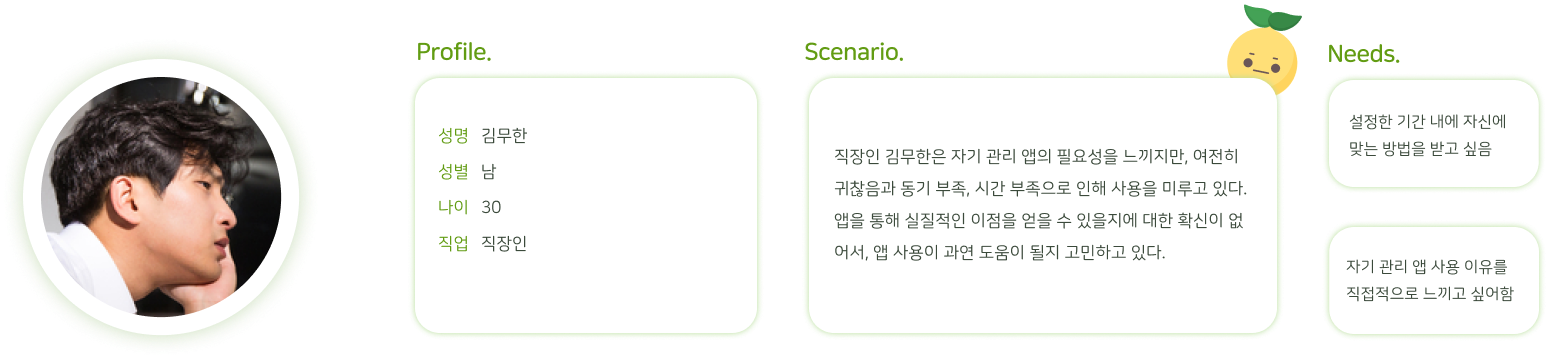 Profile.
성명 김무한
성별 남
나이 30
직업 직장인
Scenario.
직장인 김무한은 자기 관리 앱의 필요성을 느끼지만, 여전히
귀찮음과 동기 부족, 시간 부족으로 인해 사용을 미루고 있다.
앱을 통해 실질적인 이점을 얻을 수 있을지에 대한 확신이 없
어서, 앱 사용이 과연 도움이 될지 고민하고 있다.
Needs.
설정한 기간 내에 자신에
맞는 방법을 받고 싶음
자기 관리 앱 사용 이유를
직접적으로 느끼고 싶어함